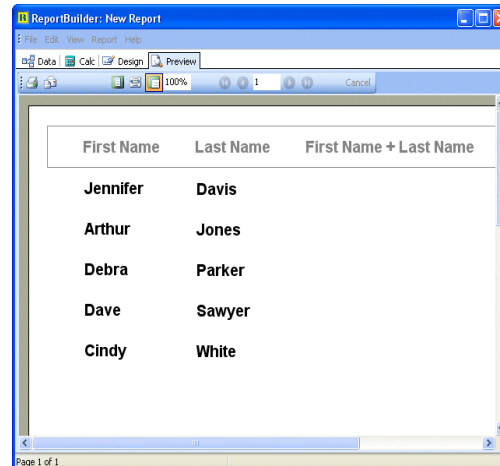 ReportBuilder: New Report
File Edit View Report Help
Data Calc Design Preview
100% 1 Cancel
First Name Last Name First Name + Last Name
Jennifer Davis
Arthur Jones
Debra Parker
Dave Sawyer
Cindy White
Page 1 of 1